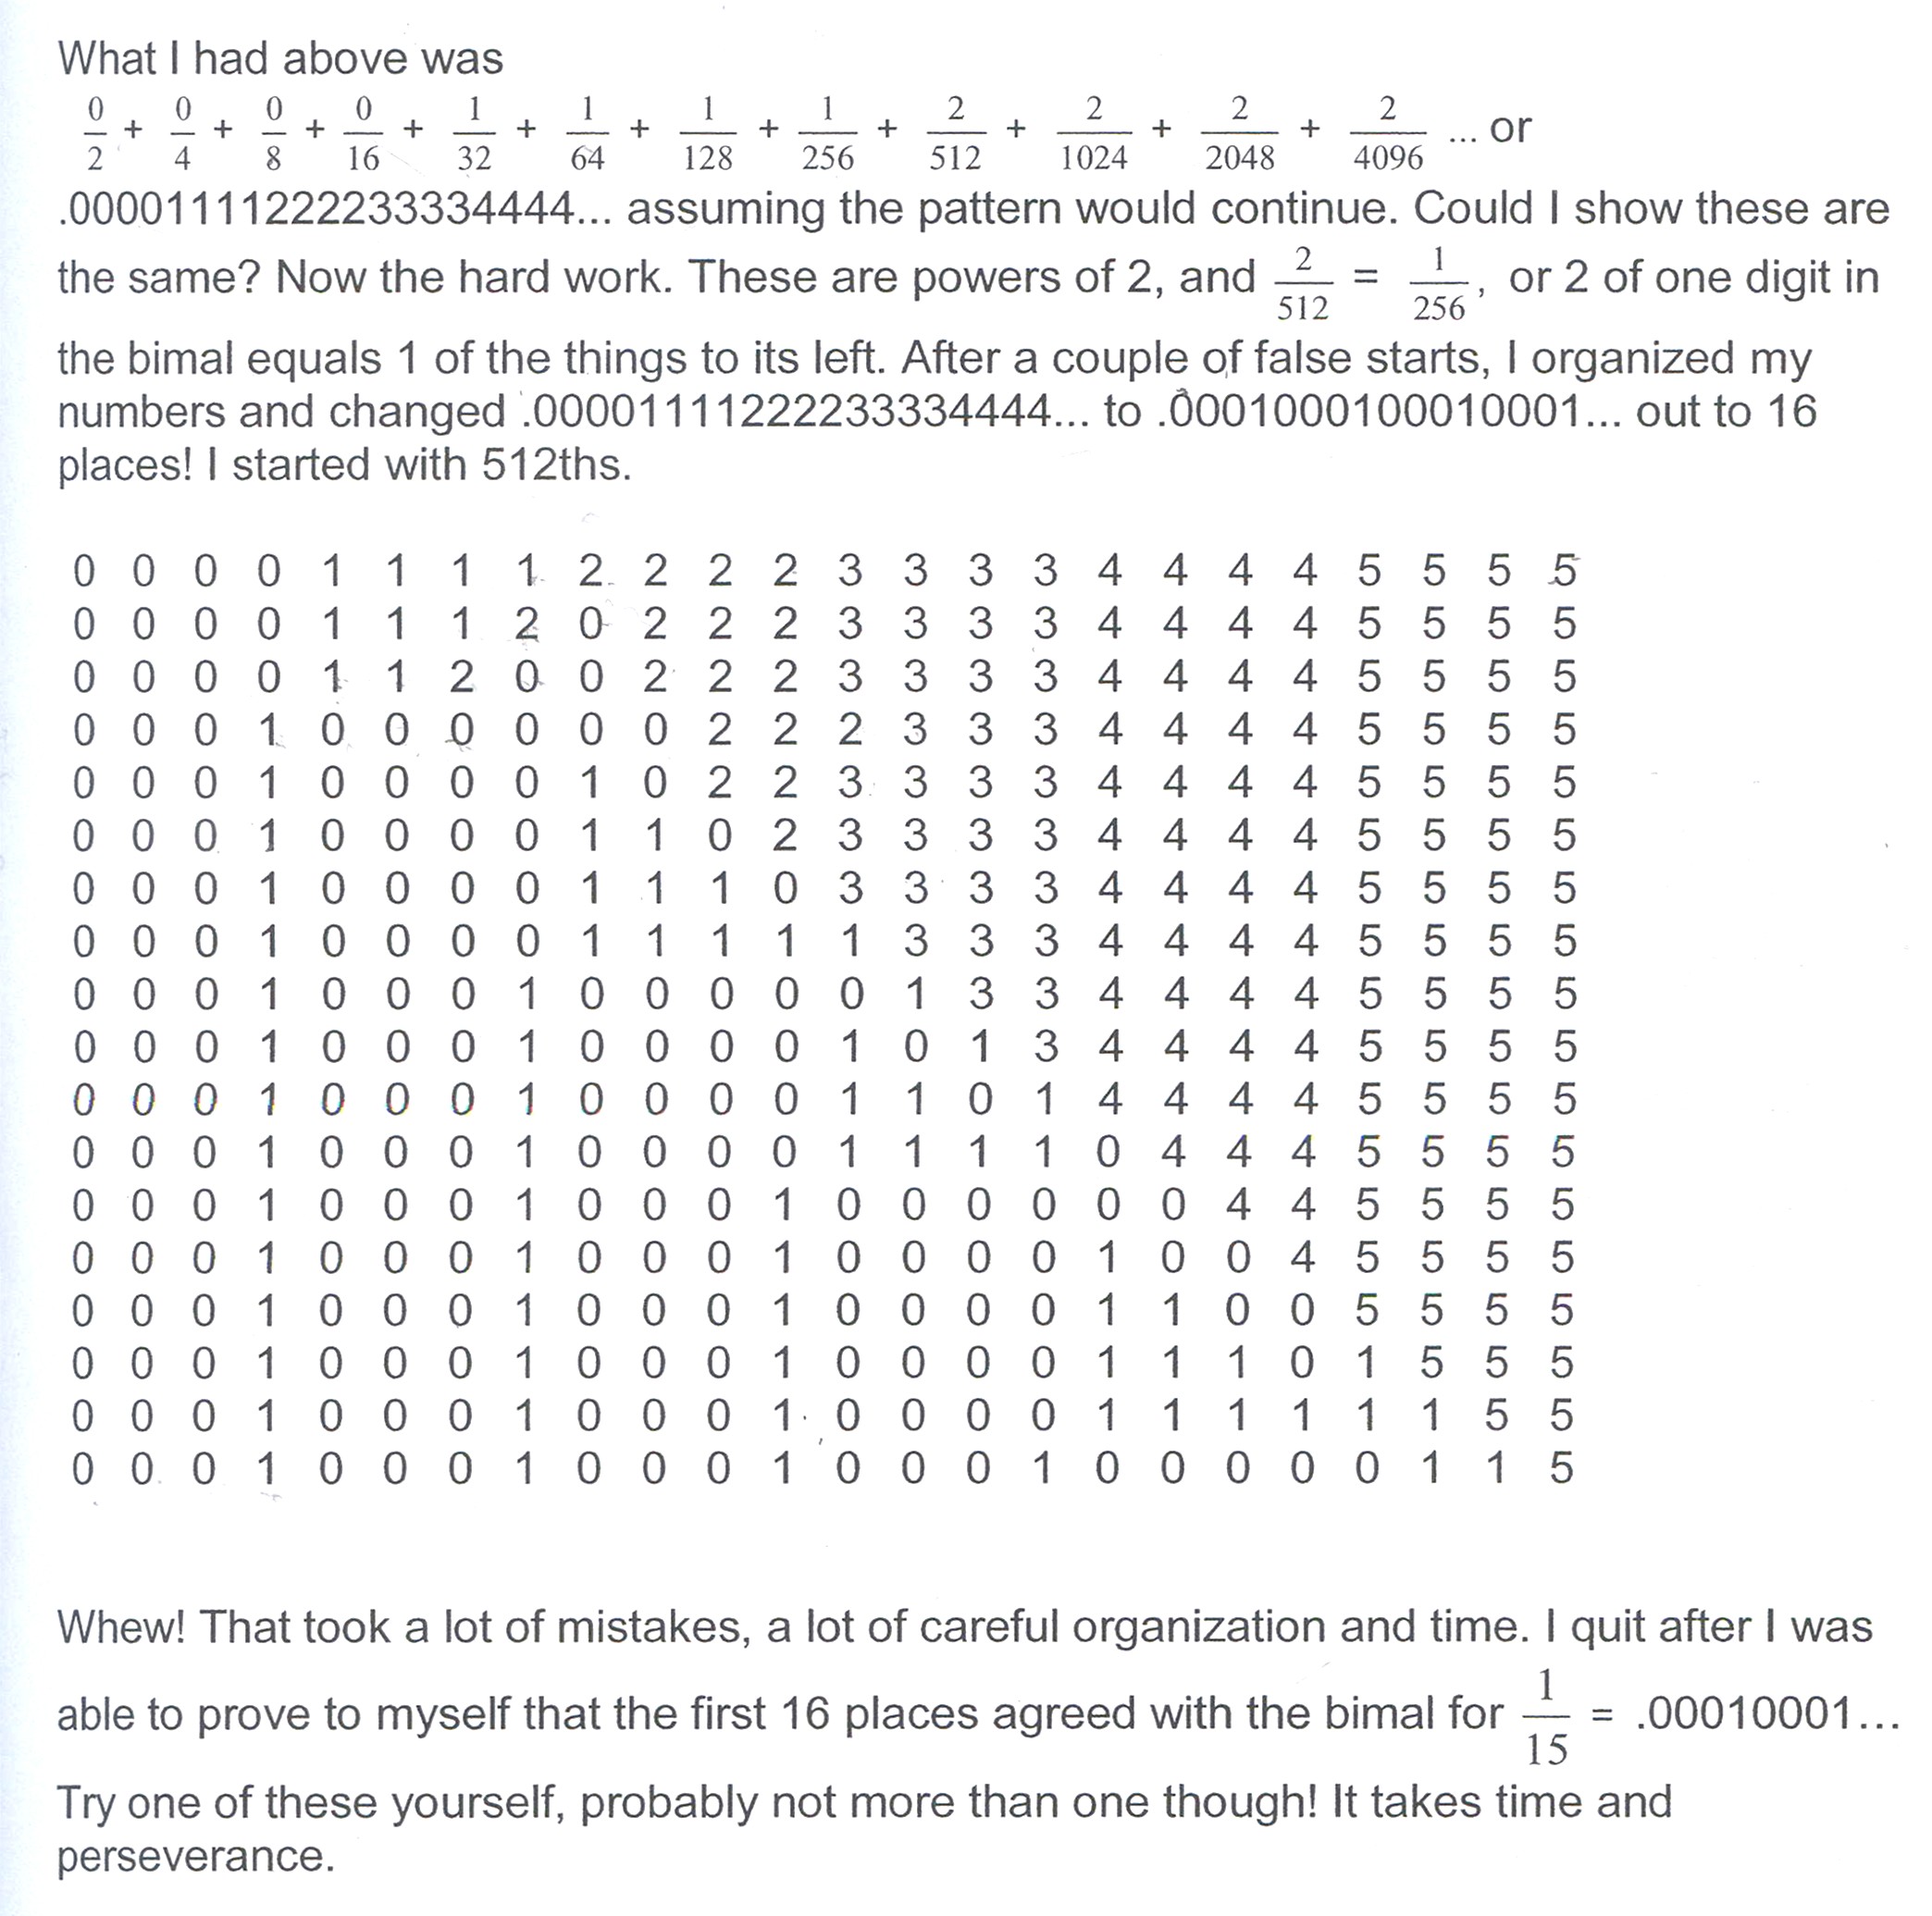 What I had above was
0/2 + 0/4 + 0/8 + 0/16 + 1/32 + 1/64 + 1/128 + 1/256 + 2/512 + 2/1024 + 2/2048 + 2/4096 ... or
.00001111222233334444... assuming the pattern would continue. Could I show these are
the same? Now the hard work. These are powers of 2, and 2/512 = 1/256, or 2 of one digit in
the bimal equals 1 of the things to its left. After a couple of false starts, I organized my
numbers and changed .00001111222233334444... to .0001000100010001... out to 16
places! I started with 512ths.
0 0 0 0 1 1 1 1 2 2 2 2 3 3 3 3 4 4 4 4 5 5 5 5
0 0 0 0 1 1 1 2 0 2 2 2 3 3 3 3 4 4 4 4 5 5 5 5
0 0 0 0 1 1 2 0 0 2 2 2 3 3 3 3 4 4 4 4 5 5 5 5
0 0 0 1 0 0 0 0 0 0 2 2 2 3 3 3 4 4 4 4 5 5 5 5
0 0 0 1 0 0 0 0 1 0 2 2 3 3 3 3 4 4 4 4 5 5 5 5
0 0 0 1 0 0 0 0 1 1 0 2 3 3 3 3 4 4 4 4 5 5 5 5
0 0 0 1 0 0 0 0 1 1 1 0 3 3 3 3 4 4 4 4 5 5 5 5
0 0 0 1 0 0 0 0 1 1 1 1 1 3 3 3 4 4 4 4 5 5 5 5
0 0 0 1 0 0 0 1 0 0 0 0 0 1 3 3 4 4 4 4 5 5 5 5
0 0 0 1 0 0 0 1 0 0 0 0 1 0 1 3 4 4 4 4 5 5 5 5
0 0 0 1 0 0 0 1 0 0 0 0 1 1 0 1 4 4 4 4 5 5 5 5
0 0 0 1 0 0 0 1 0 0 0 0 1 1 1 1 0 4 4 4 5 5 5 5
0 0 0 1 0 0 0 1 0 0 0 1 0 0 0 0 0 0 4 4 5 5 5 5
0 0 0 1 0 0 0 1 0 0 0 1 0 0 0 0 1 0 0 4 5 5 5 5
0 0 0 1 0 0 0 1 0 0 0 1 0 0 0 0 1 1 0 0 5 5 5 5
0 0 0 1 0 0 0 1 0 0 0 1 0 0 0 0 1 1 1 0 1 5 5 5
0 0 0 1 0 0 0 1 0 0 0 1 0 0 0 0 1 1 1 1 1 1 5 5
0 0 0 1 0 0 0 1 0 0 0 1 0 0 0 1 0 0 0 0 0 1 1 5
Whew! That took a lot of mistakes, a lot of careful organization and time. I quit after I was
able to prove to myself that the first 16 places agreed with the bimal for 1/15 = .00010001...
Try one of these yourself, probably not more than one though! It takes time and
perseverance.